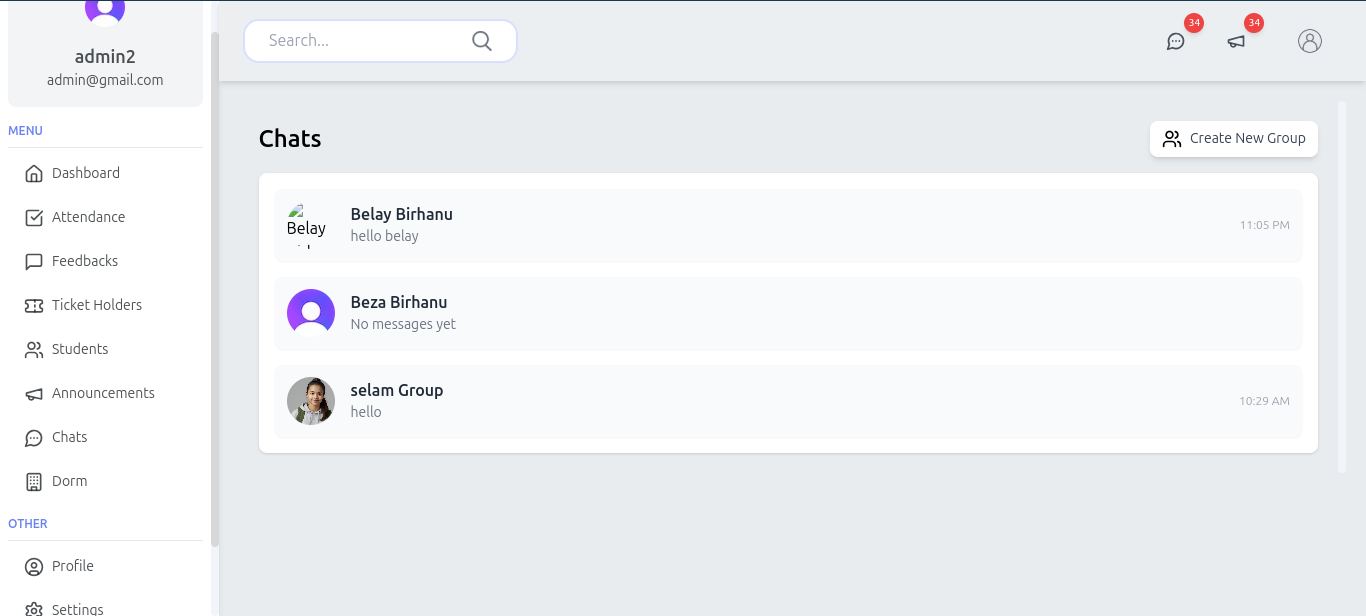 admin2
admin@gmail.com
MENU
Dashboard
Attendance
Feedbacks
Ticket Holders
Students
Announcements
Chats
Dorm
OTHER
Profile
Settings
Search...
34
34
Chats
Create New Group
Belay
Belay Birhanu
hello belay
11:05 PM
Beza Birhanu
No messages yet
selam Group
hello
10:29 AM